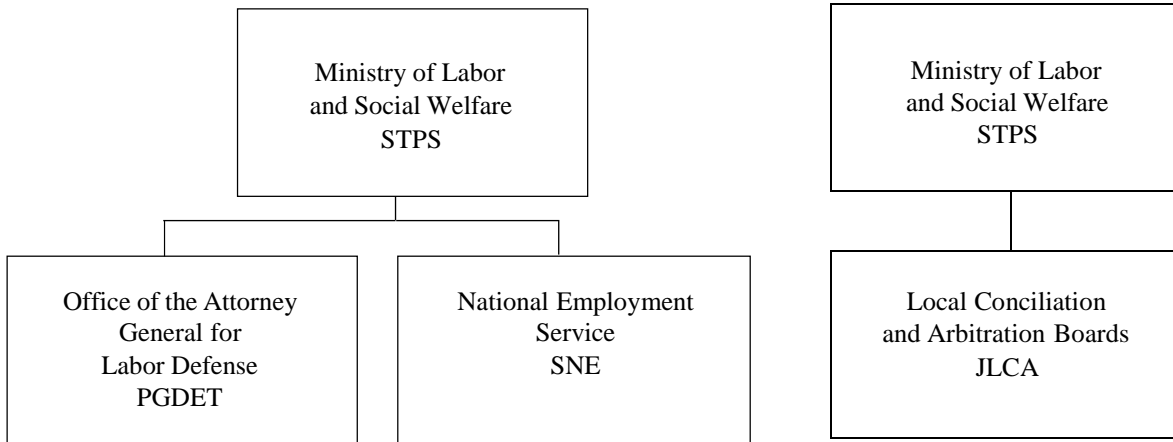 Ministry of Labor
and Social Welfare
STPS
Ministry of Labor
and Social Welfare
STPS
Office of the Attorney
General for
Labor Defense
PGDET
National Employment
Service
SNE
Local Conciliation
and Arbitration Boards
JLCA